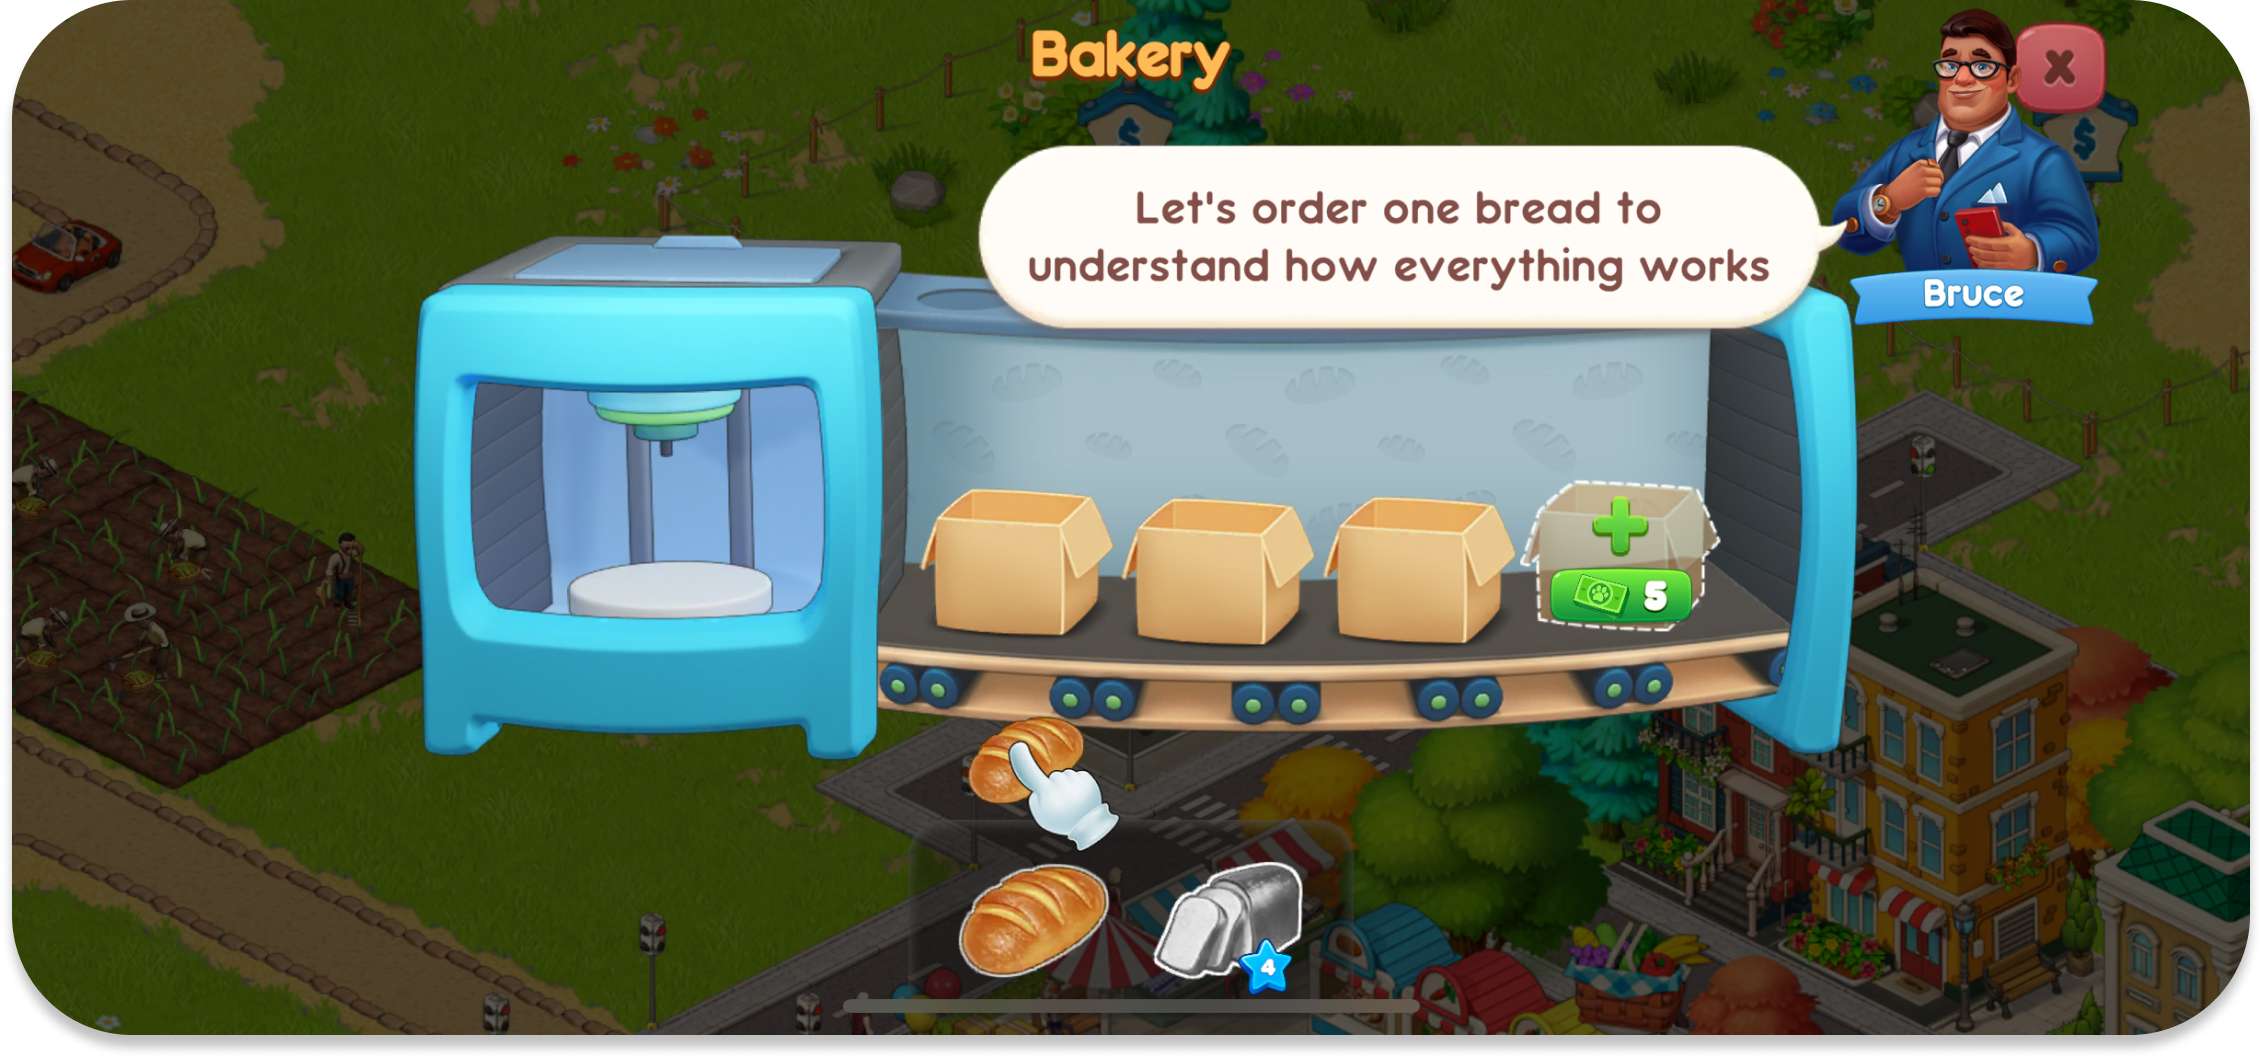 Bakery
Let's order one bread to
understand how everything works
Bruce
$
$
5
4